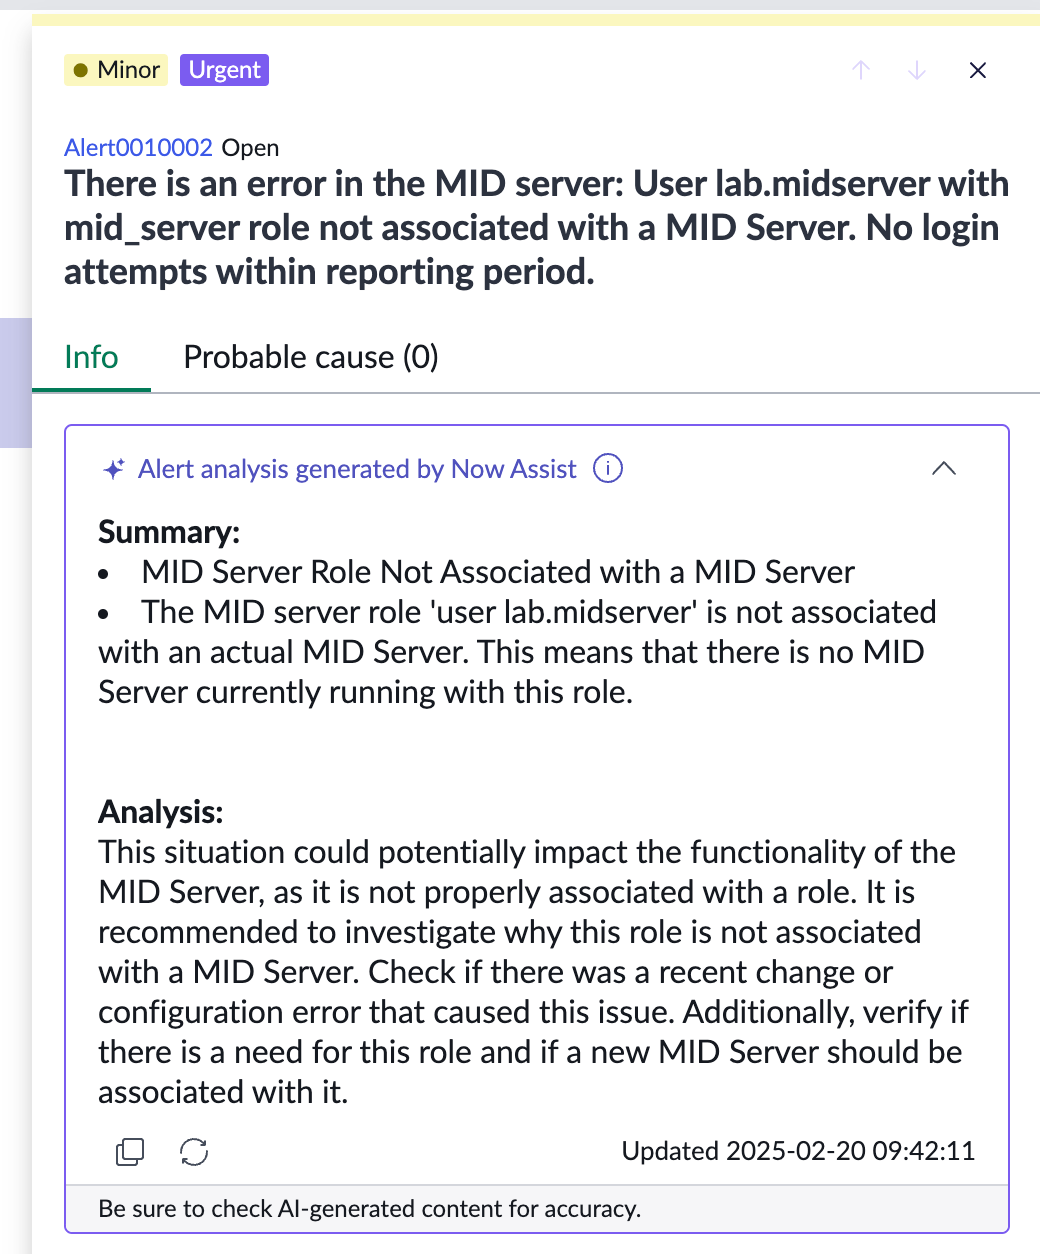 Minor Urgent
Alert0010002 Open
There is an error in the MID server: User lab.midserver with
mid_server role not associated with a MID Server. No login
attempts within reporting period.
Info Probable cause (0)
Alert analysis generated by Now Assist
Summary:
• MID Server Role Not Associated with a MID Server
• The MID server role 'user lab.midserver' is not associated
with an actual MID Server. This means that there is no MID
Server currently running with this role.
Analysis:
This situation could potentially impact the functionality of the
MID Server, as it is not properly associated with a role. It is
recommended to investigate why this role is not associated
with a MID Server. Check if there was a recent change or
configuration error that caused this issue. Additionally, verify if
there is a need for this role and if a new MID Server should be
associated with it.
Updated 2025-02-20 09:42:11
Be sure to check AI-generated content for accuracy.